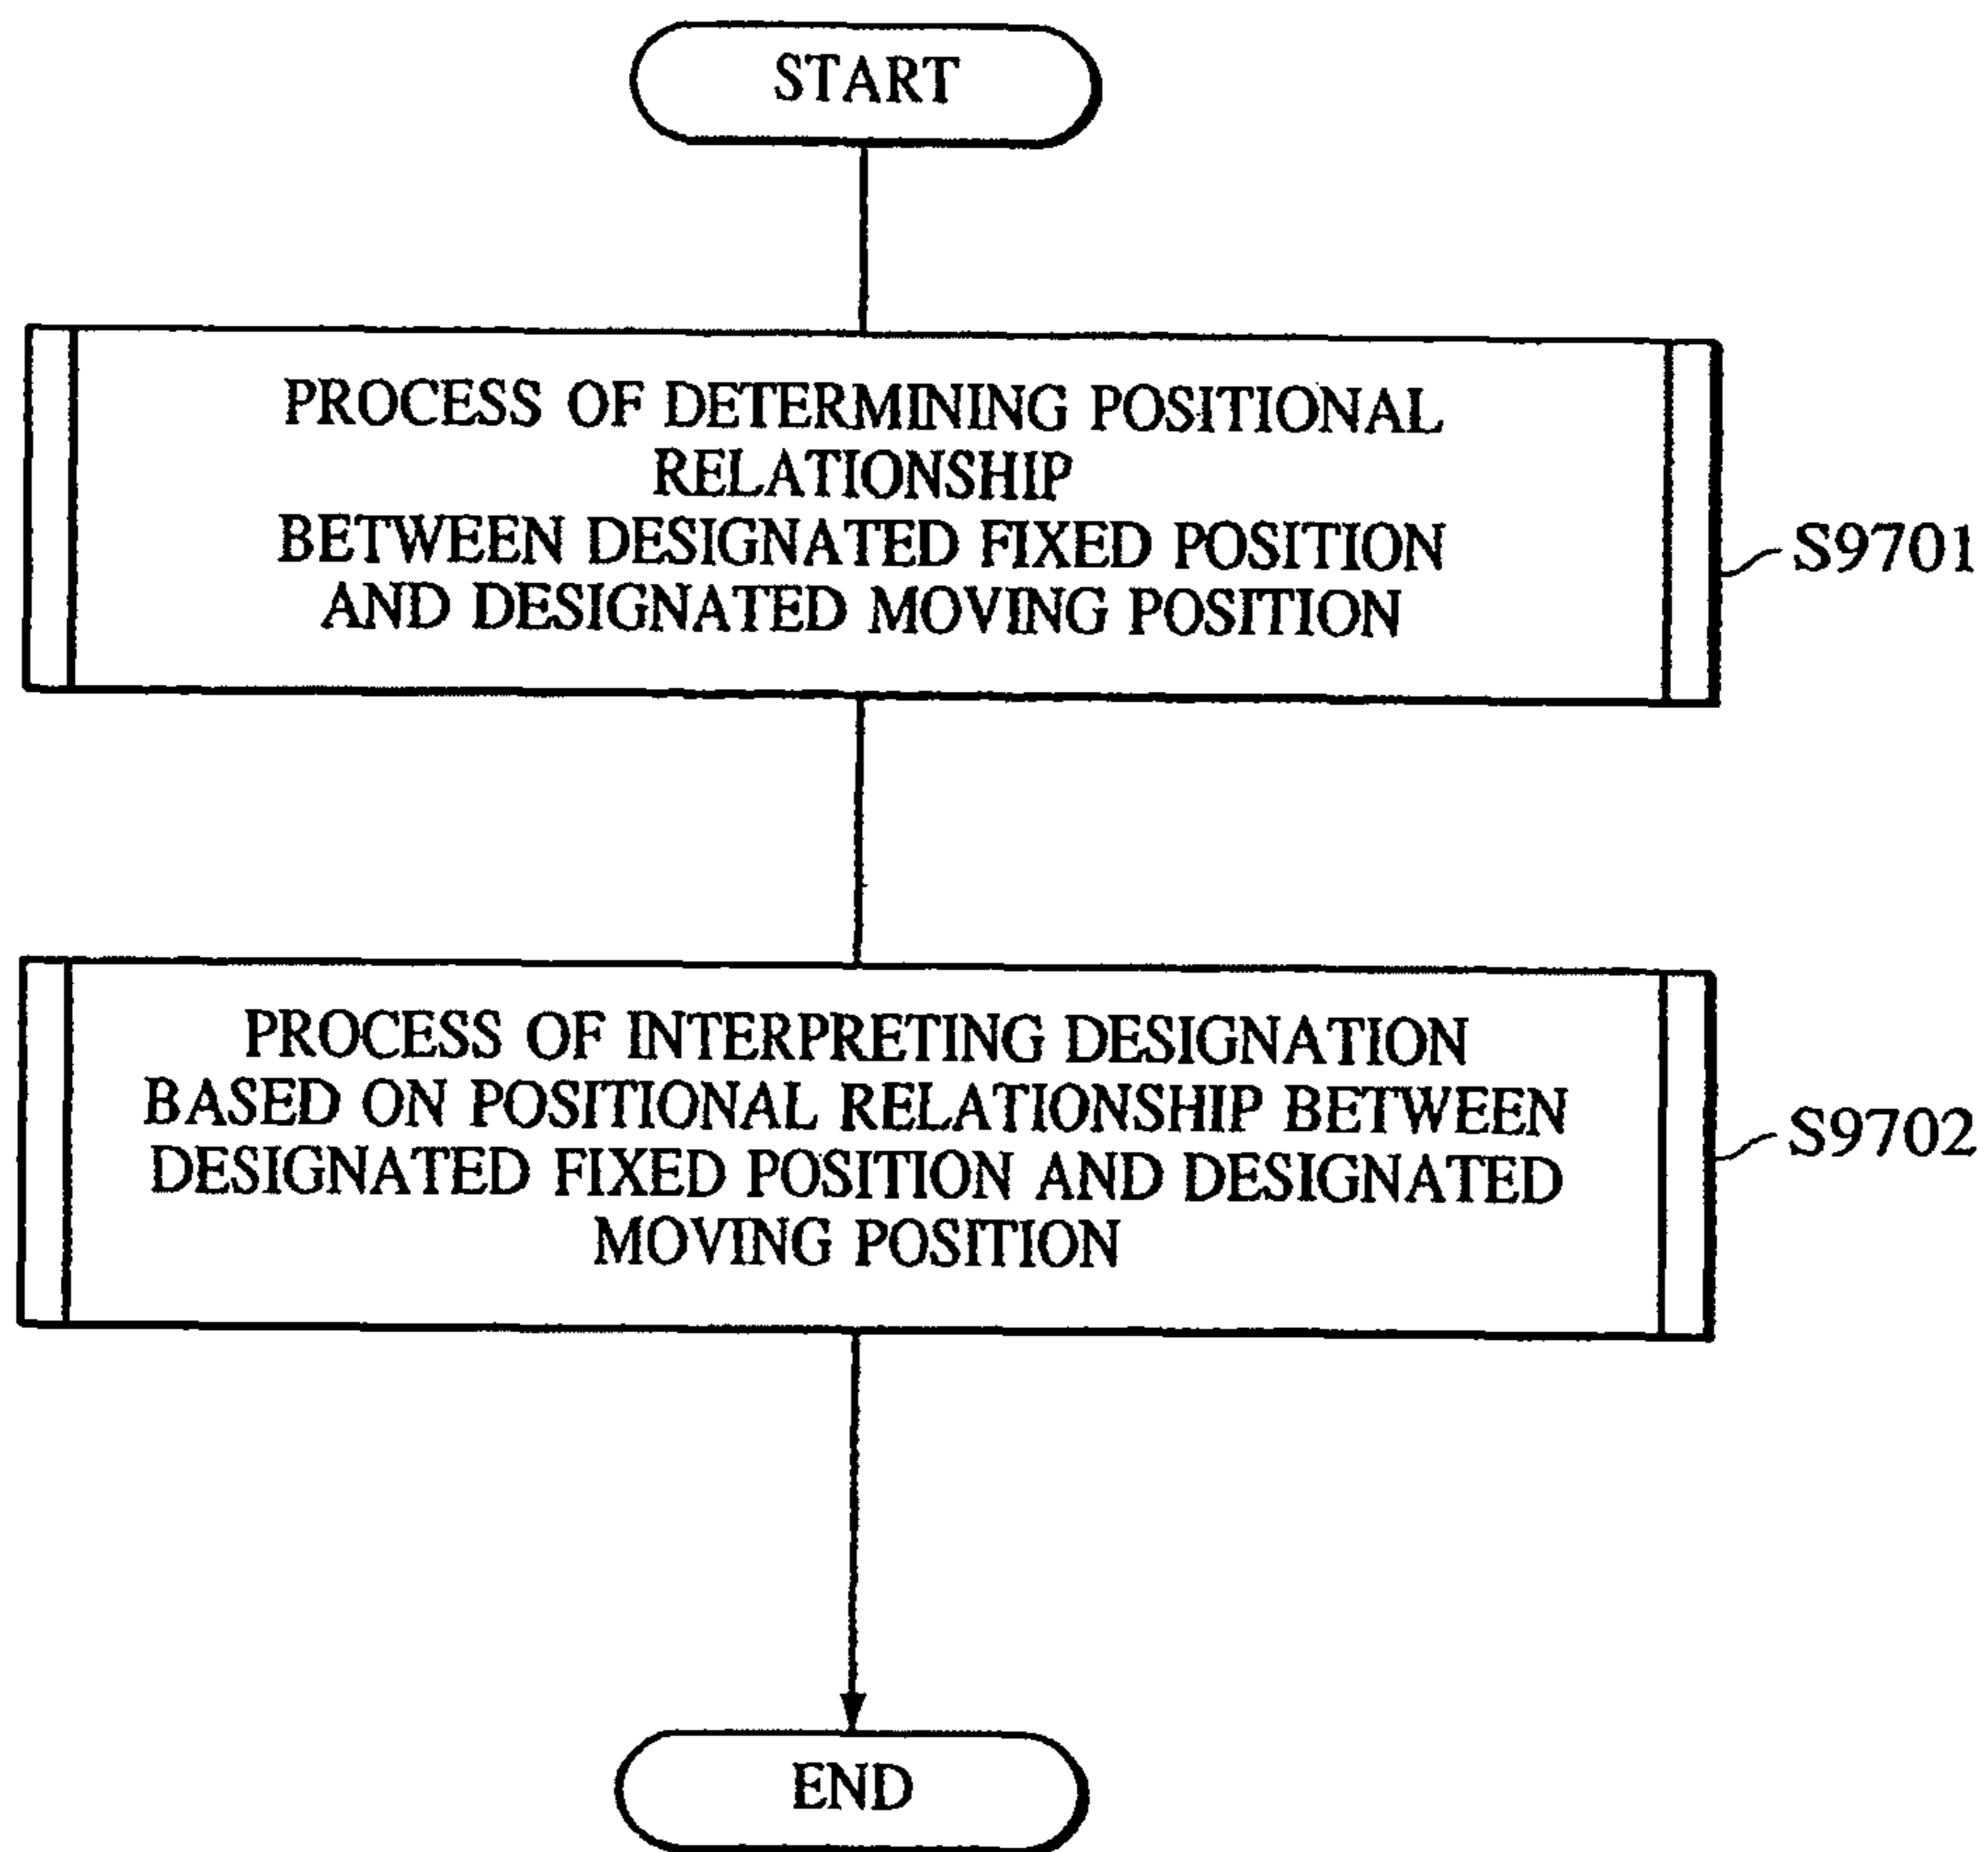 START
PROCESS OF DETERMINING POSITIONAL
RELATIONSHIP
BETWEEN DESIGNATED FIXED POSITION
AND DESIGNATED MOVING POSITION
S9701
PROCESS OF INTERPRETING DESIGNATION
BASED ON POSITIONAL RELATIONSHIP BETWEEN
DESIGNATED FIXED POSITION AND DESIGNATED
MOVING POSITION
S9702
END